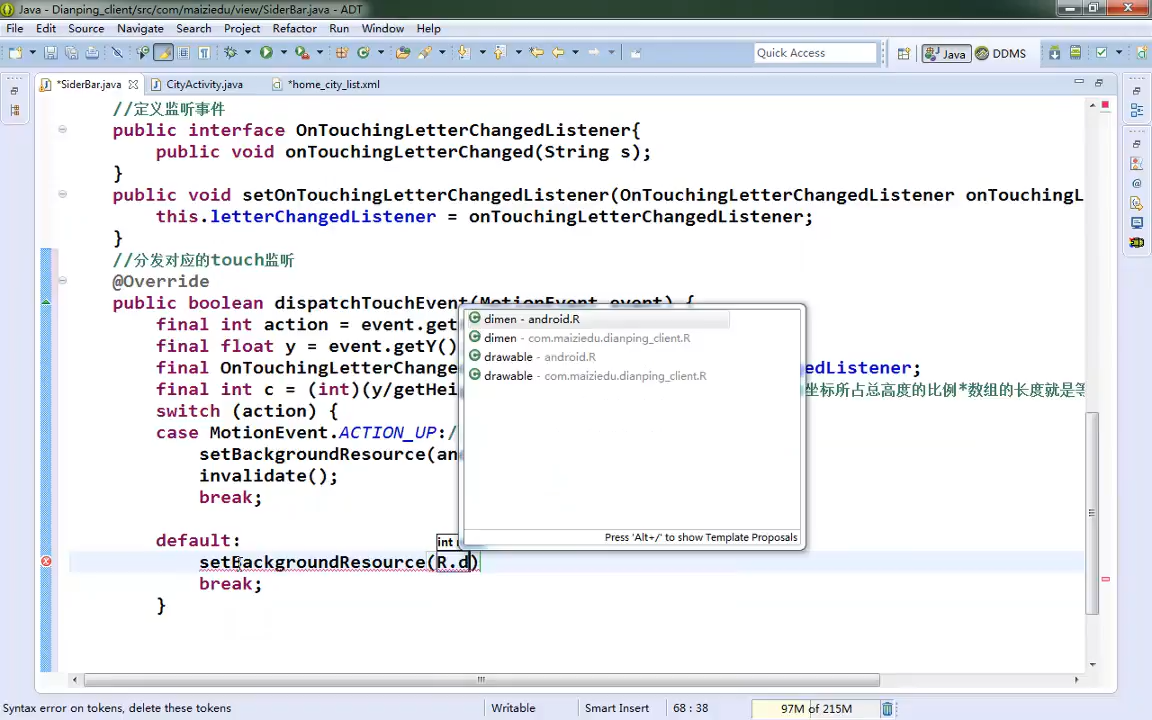 Java - Dianping_client/src/com/maiziedu/view/SiderBar.java - ADT
File Edit Source Navigate Search Project Refactor Run Window Help
Quick Access Java DDMS
*SiderBar.java CityActivity.java *home_city_list.xml
//定义监听事件
public interface OnTouchingLetterChangedListener{
public void onTouchingLetterChanged(String s);
}
public void setOnTouchingLetterChangedListener(OnTouchingLetterChangedListener onTouchingL
this.letterChangedListener = onTouchingLetterChangedListener;
}
//分发对应的touch监听
@Override
public boolean dispatchTouchEvent(MotionEvent event) {
final int action = event.get
final float y = event.getY()
final OnTouchingLetterChange dListener;
final int c = (int)(y/getHei 坐标所占总高度的比例*数组的长度就是等
switch (action) {
case MotionEvent.ACTION_UP:/
setBackgroundResource(an
invalidate();
break;
default:
setBackgroundResource(R.d)
break;
}
dimen - android.R
dimen - com.maiziedu.dianping_client.R
drawable - android.R
drawable - com.maiziedu.dianping_client.R
Press 'Alt+/' to show Template Proposals
int
Syntax error on tokens, delete these tokens Writable Smart Insert 68 : 38 97M of 215M